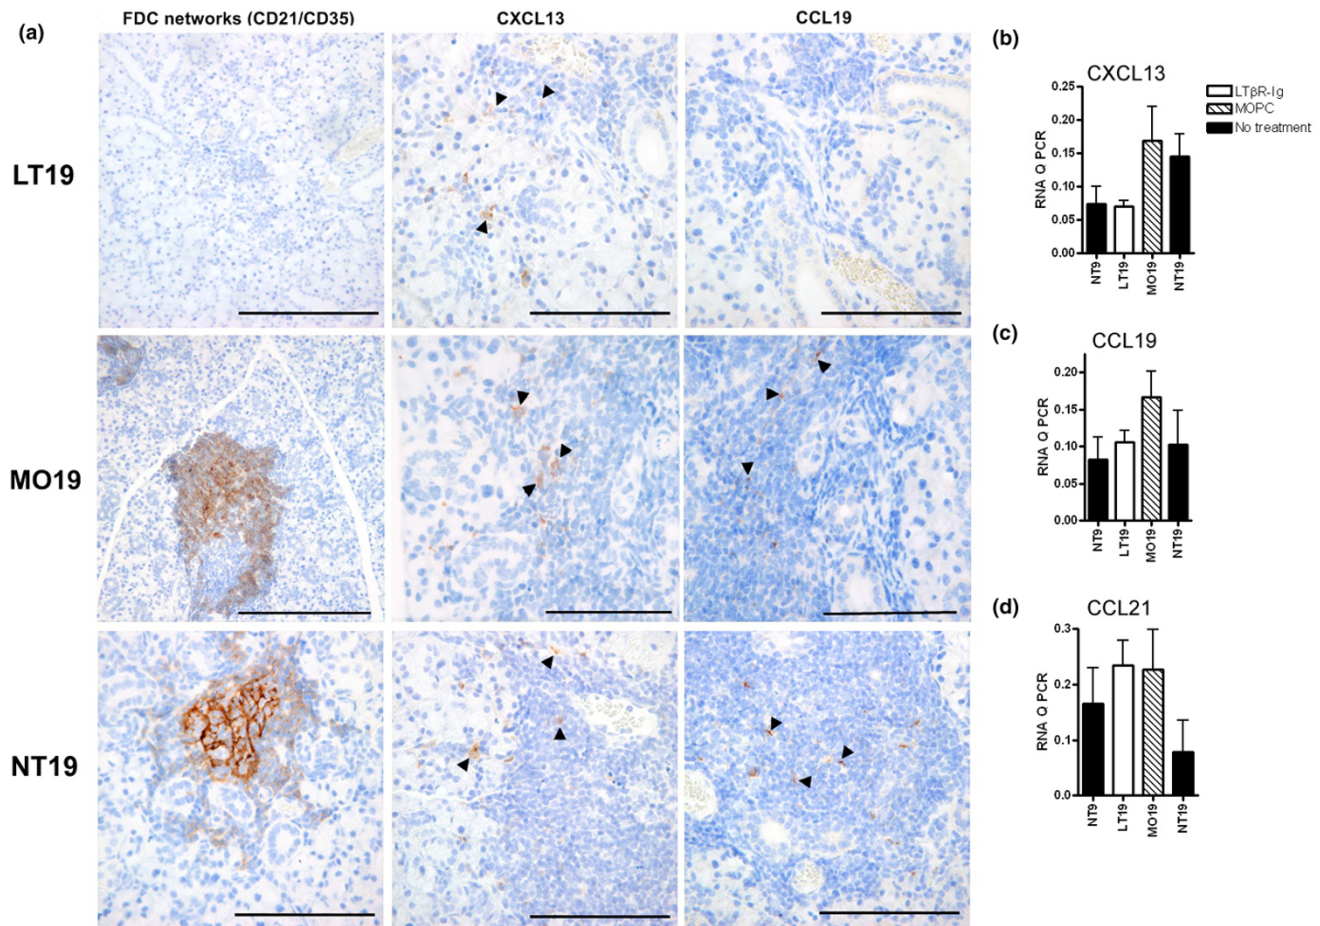 (a)
FDC networks (CD21/CD35)
CXCL13
CCL19
LT19
MO19
NT19
(b)
CXCL13
RNA Q PCR
0.25
0.20
0.15
0.10
0.05
0.00
NT9
LT19
MO19
NT19
LTβR-Ig
MOPC
No treatment
(c)
CCL19
RNA Q PCR
0.20
0.15
0.10
0.05
0.00
NT9
LT19
MO19
NT19
(d)
CCL21
RNA Q PCR
0.3
0.2
0.1
0.0
NT9
LT19
MO19
NT19